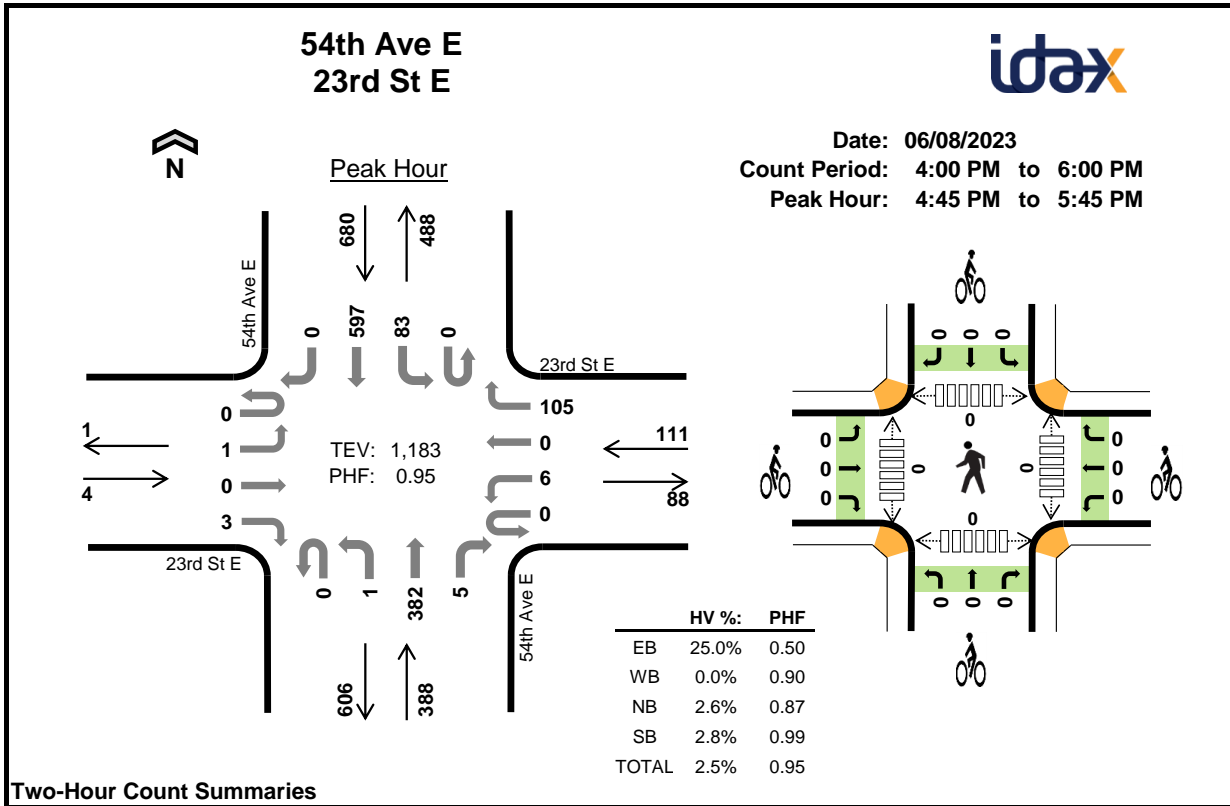 54th Ave E
23rd St E
idax
Date: 06/08/2023
Count Period: 4:00 PM to 6:00 PM
Peak Hour: 4:45 PM to 5:45 PM
N
Peak Hour
680
488
54th Ave E
0
597
83
0
23rd St E
0
1
0
3
105
0
6
0
TEV: 1,183
PHF: 0.95
1
4
111
88
23rd St E
0
1
382
5
54th Ave E
606
388
0 0 0
0
0
0
0
0
0
0
0
0
0
0
0 0 0
HV %: PHF
EB 25.0% 0.50
WB 0.0% 0.90
NB 2.6% 0.87
SB 2.8% 0.99
TOTAL 2.5% 0.95
Two-Hour Count Summaries